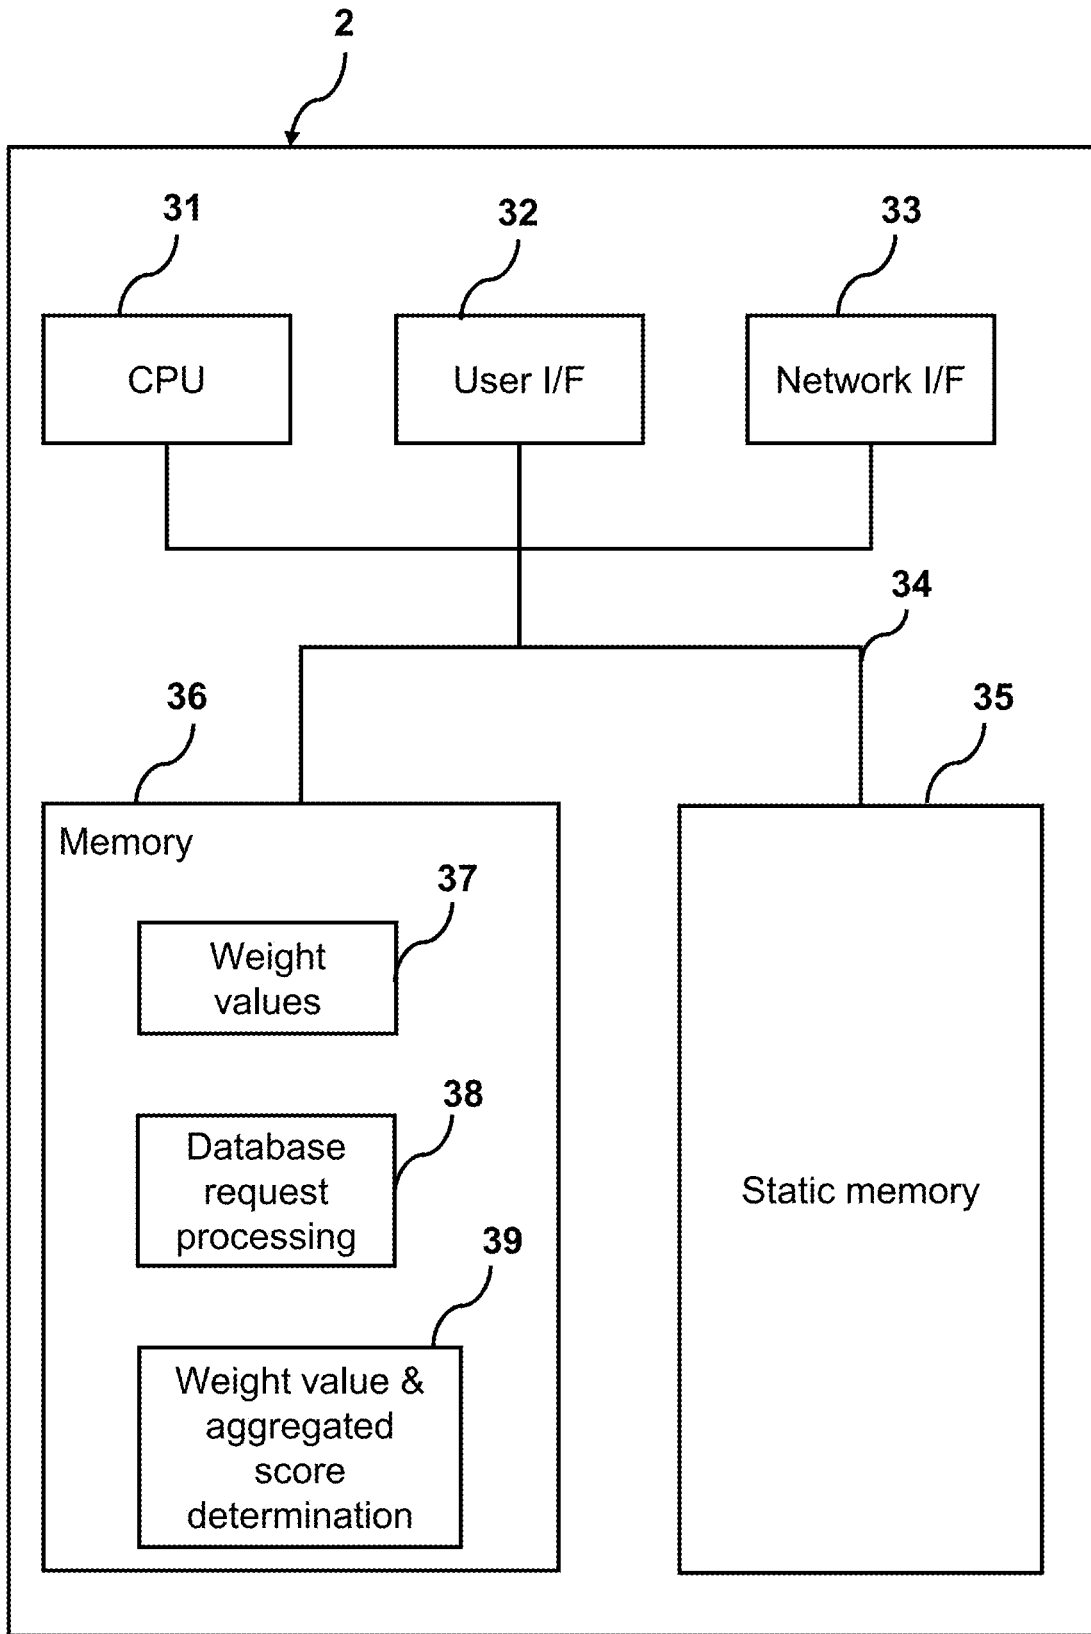 2
31
32
33
CPU
User I/F
Network I/F
34
36
35
Memory
37
Weight
values
38
Database
request
processing
Static memory
39
Weight value &
aggregated
score
determination